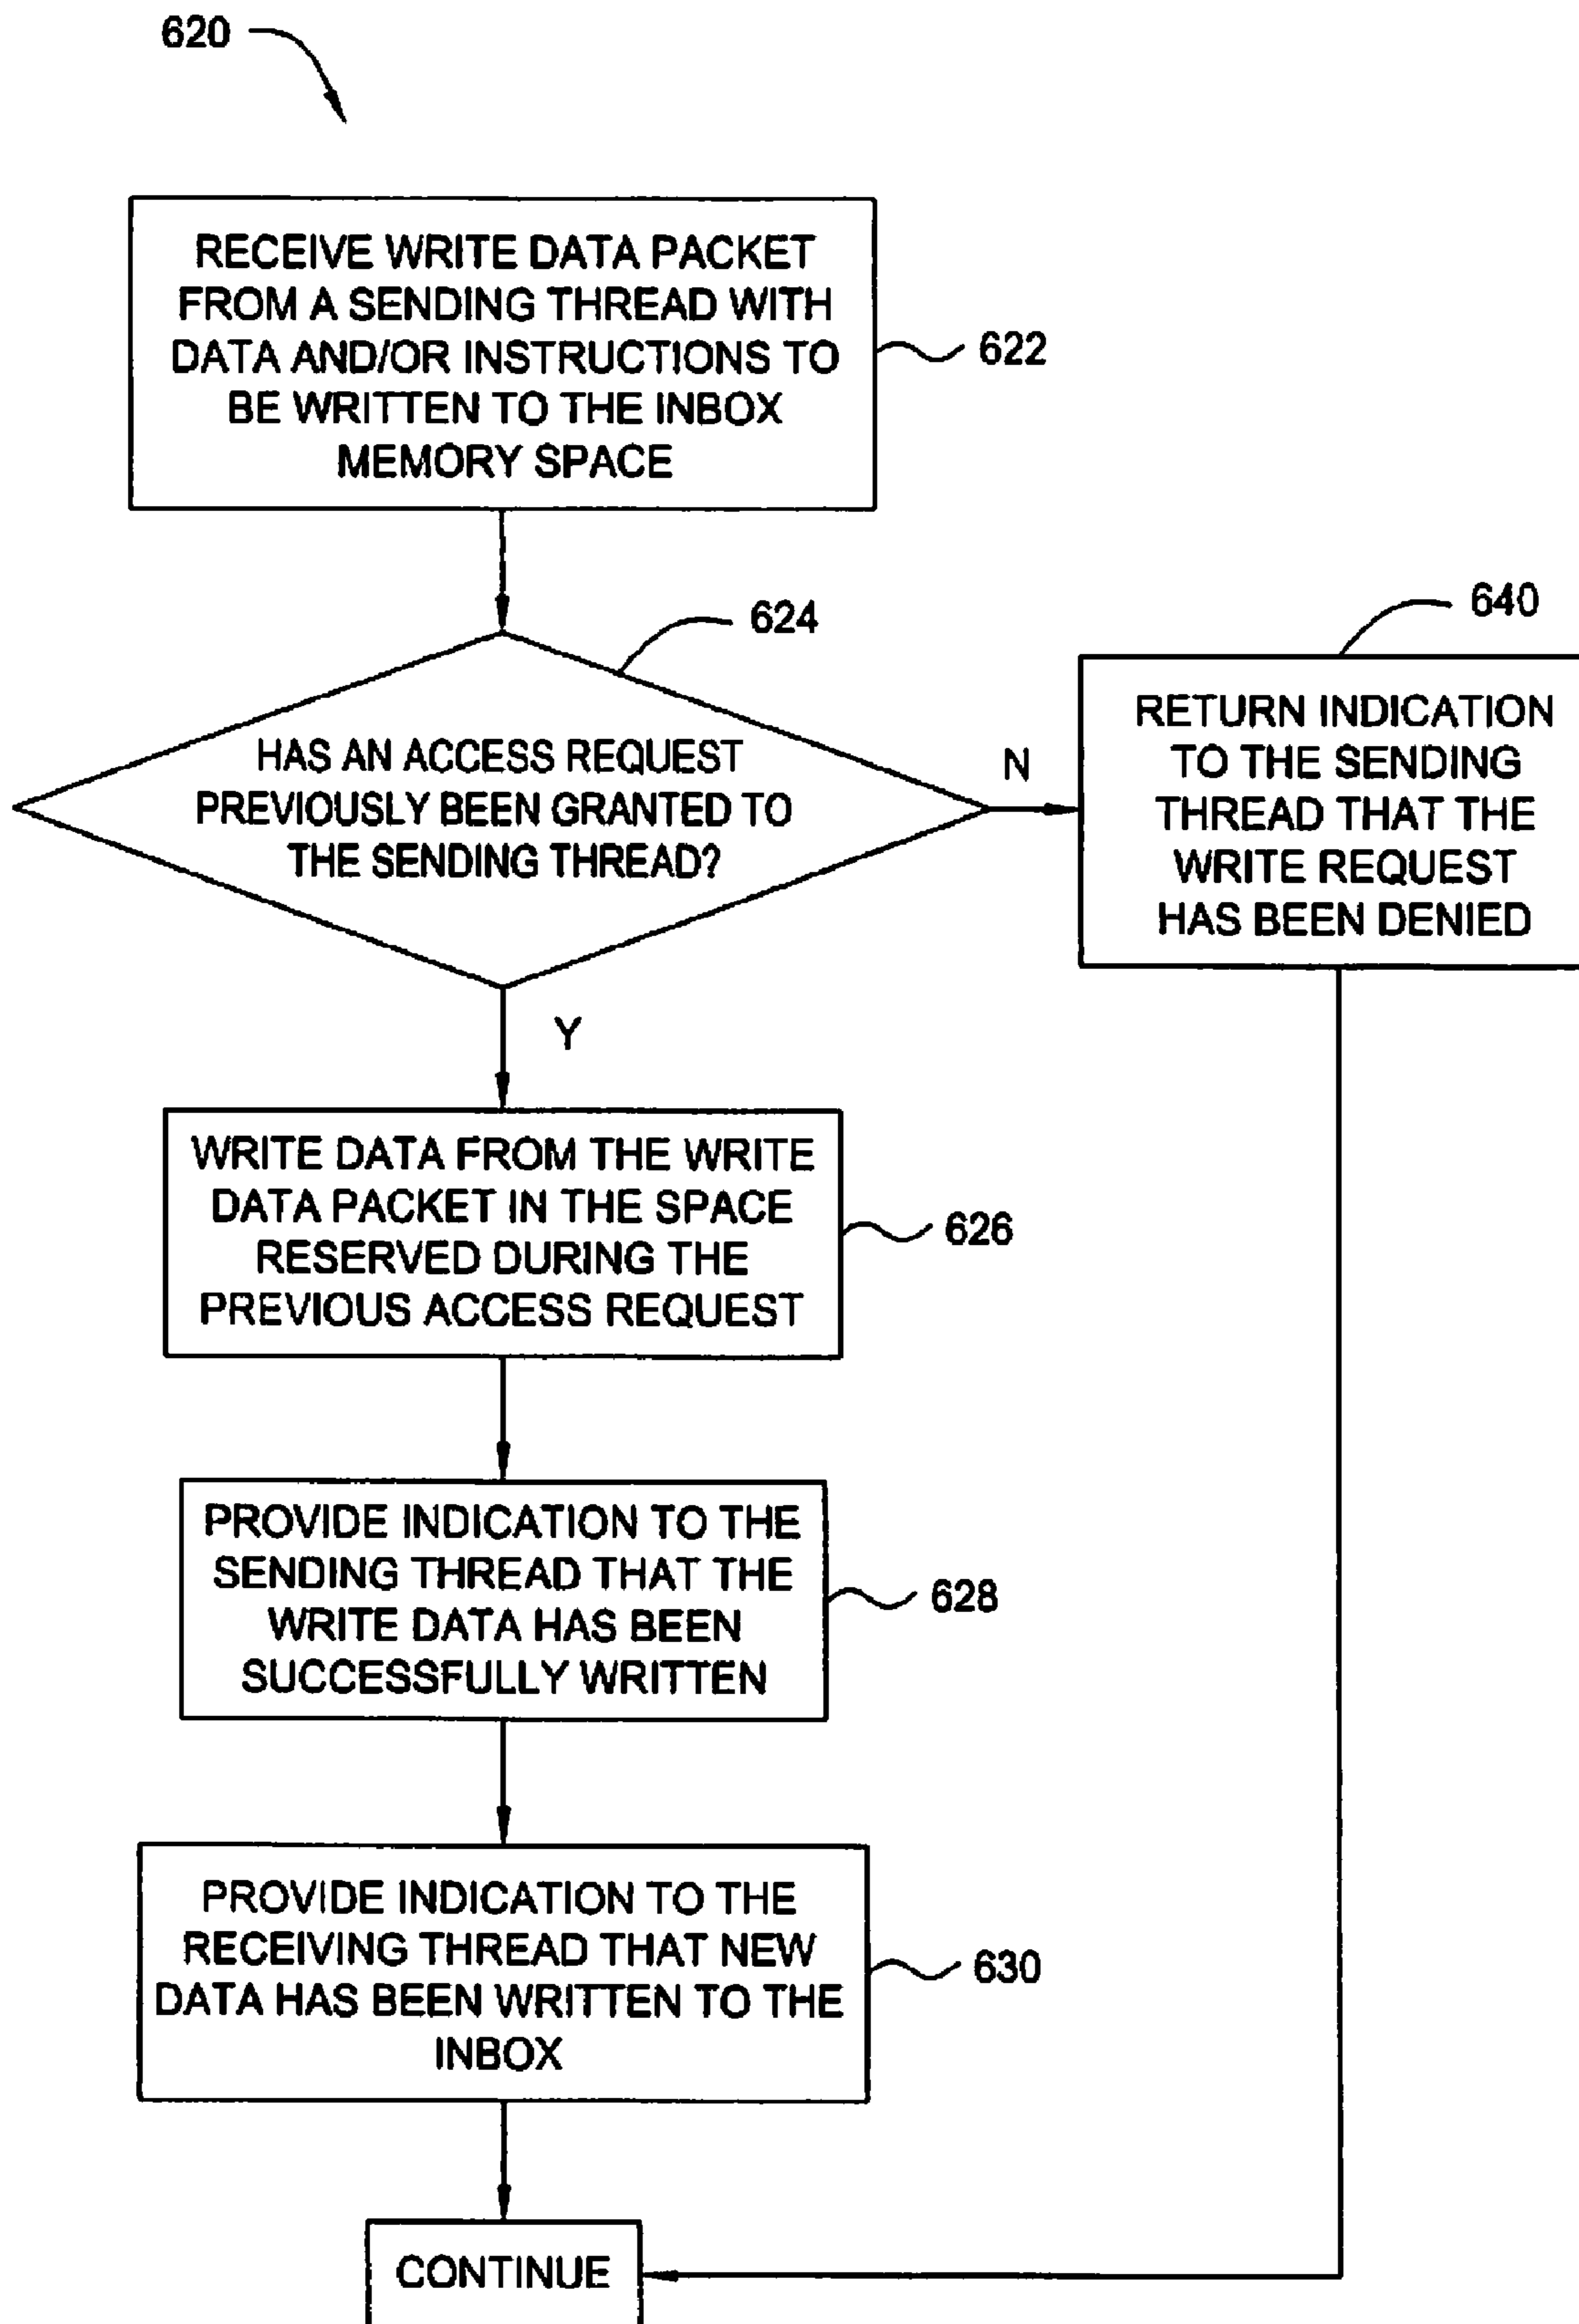 620
RECEIVE WRITE DATA PACKET
FROM A SENDING THREAD WITH
DATA AND/OR INSTRUCTIONS TO
BE WRITTEN TO THE INBOX
MEMORY SPACE
622
624
HAS AN ACCESS REQUEST
PREVIOUSLY BEEN GRANTED TO
THE SENDING THREAD?
N
640
RETURN INDICATION
TO THE SENDING
THREAD THAT THE
WRITE REQUEST
HAS BEEN DENIED
Y
WRITE DATA FROM THE WRITE
DATA PACKET IN THE SPACE
RESERVED DURING THE
PREVIOUS ACCESS REQUEST
626
PROVIDE INDICATION TO THE
SENDING THREAD THAT THE
WRITE DATA HAS BEEN
SUCCESSFULLY WRITTEN
628
PROVIDE INDICATION TO THE
RECEIVING THREAD THAT NEW
DATA HAS BEEN WRITTEN TO THE
INBOX
630
CONTINUE